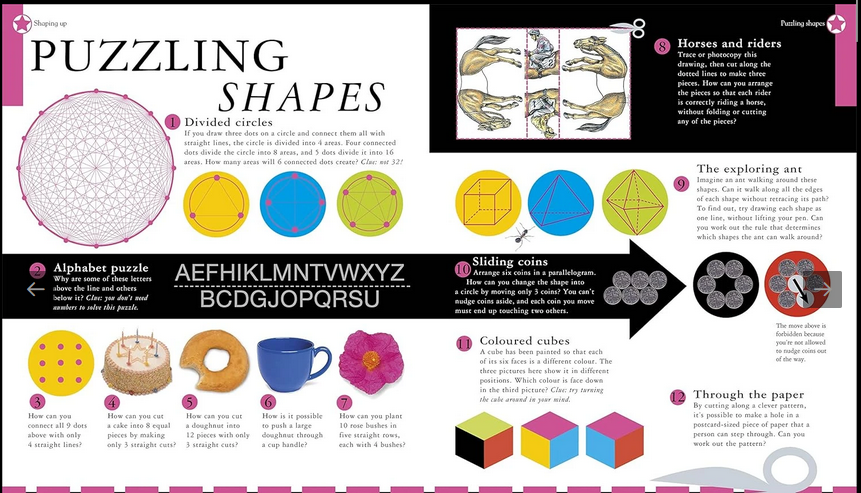 Shaping up
PUZZLING
SHAPES
1 Divided circles
If you draw three dots on a circle and connect them all with
straight lines, the circle is divided into 4 areas. Four connected
dots divide the circle into 8 areas, and 5 dots divide it into 16
areas. How many areas will 6 connected dots create? Clue: not 32!
2 Alphabet puzzle
Why are some of these letters
above the line and others
below it? Clue: you don't need
numbers to solve this puzzle.
AEFHIKLMNTVWXYZ
BCDGJOPQRSU
3
How can you
connect all 9 dots
above with only
4 straight lines?
4
How can you cut
a cake into 8 equal
pieces by making
only 3 straight cuts?
5
How can you cut
a doughnut into
12 pieces with only
3 straight cuts?
6
How is it possible
to push a large
doughnut through
a cup handle?
7
How can you plant
10 rose bushes in
five straight rows,
each with 4 bushes?
Puzzling shapes
8 Horses and riders
Trace or photocopy this
drawing, then cut along the
dotted lines to make three
pieces. How can you arrange
the pieces so that each rider
is correctly riding a horse,
without folding or cutting
any of the pieces?
9 The exploring ant
Imagine an ant walking around these
shapes. Can it walk along all the edges
of each shape without retracing its path?
To find out, try drawing each shape as
one line, without lifting your pen. Can
you work out the rule that determines
which shapes the ant can walk around?
10 Sliding coins
Arrange six coins in a parallelogram.
How can you change the shape into
a circle by moving only 3 coins? You can't
nudge coins aside, and each coin you move
must end up touching two others.
The move above is
forbidden because
you're not allowed
to nudge coins out
of the way.
11 Coloured cubes
A cube has been painted so that each
of its six faces is a different colour. The
three pictures here show it in different
positions. Which colour is face down
in the third picture? Clue: try turning
the cube around in your mind.
12 Through the paper
By cutting along a clever pattern,
it's possible to make a hole in a
postcard-sized piece of paper that a
person can step through. Can you
work out the pattern?